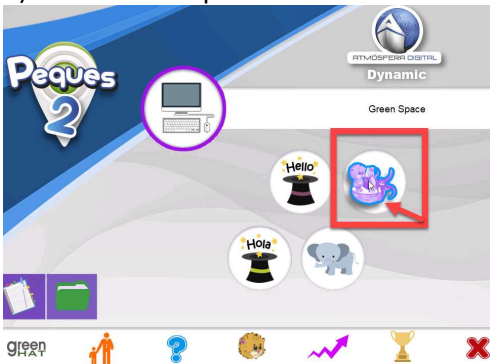 Peques
2
ATMÓSFERA DIGITAL
Dynamic
Green Space
Hello
Hola
green
HAT
?